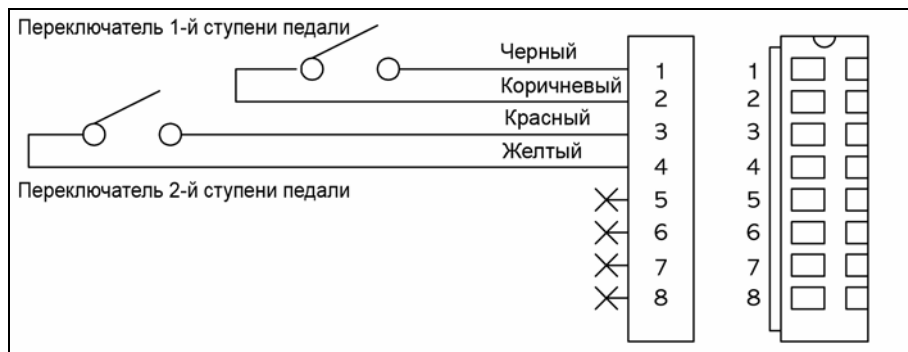 Переключатель 1-й ступени педали
Черный
1
1
Коричневый
2
2
Красный
3
3
Желтый
4
4
Переключатель 2-й ступени педали
5
5
6
6
7
7
8
8